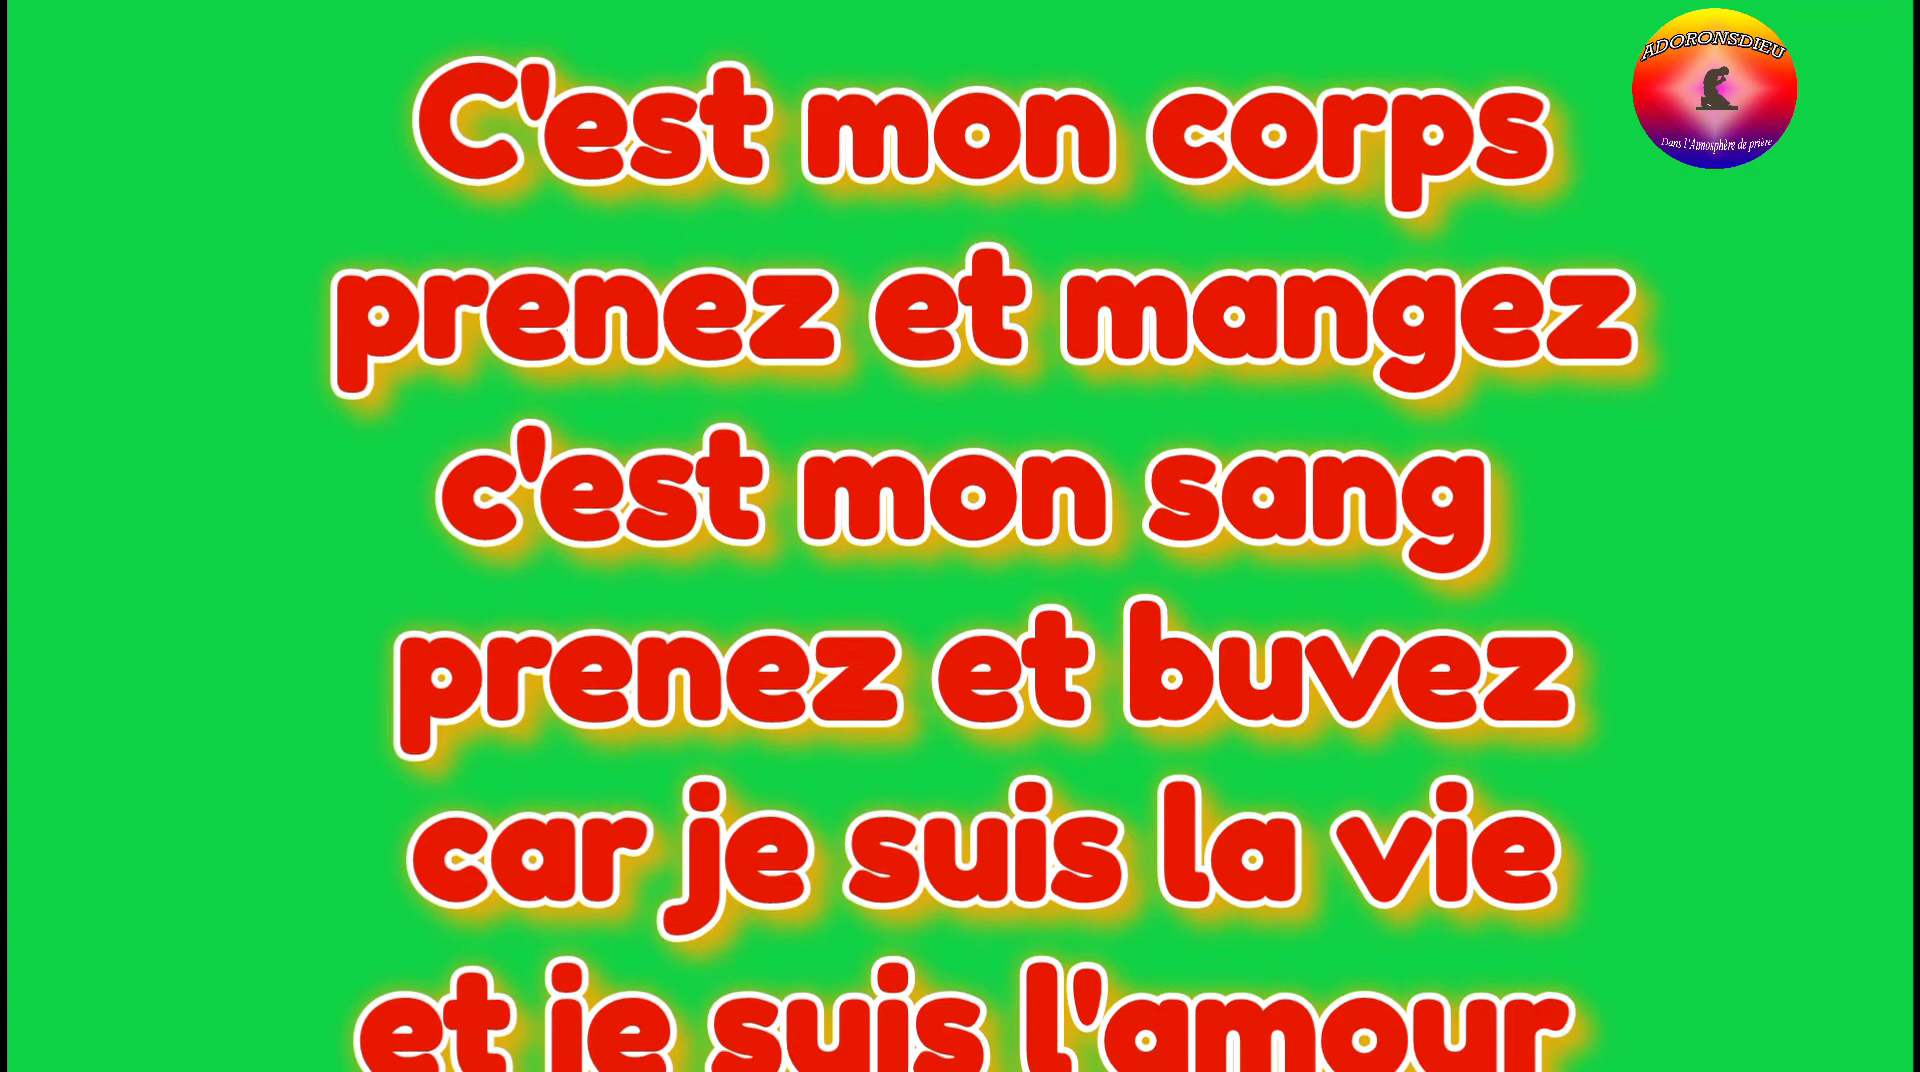 ADORONSDIEU
Dans l'Atmosphère de prière
C'est mon corps
prenez et mangez
c'est mon sang
prenez et buvez
car je suis la vie
et je suis l'amour